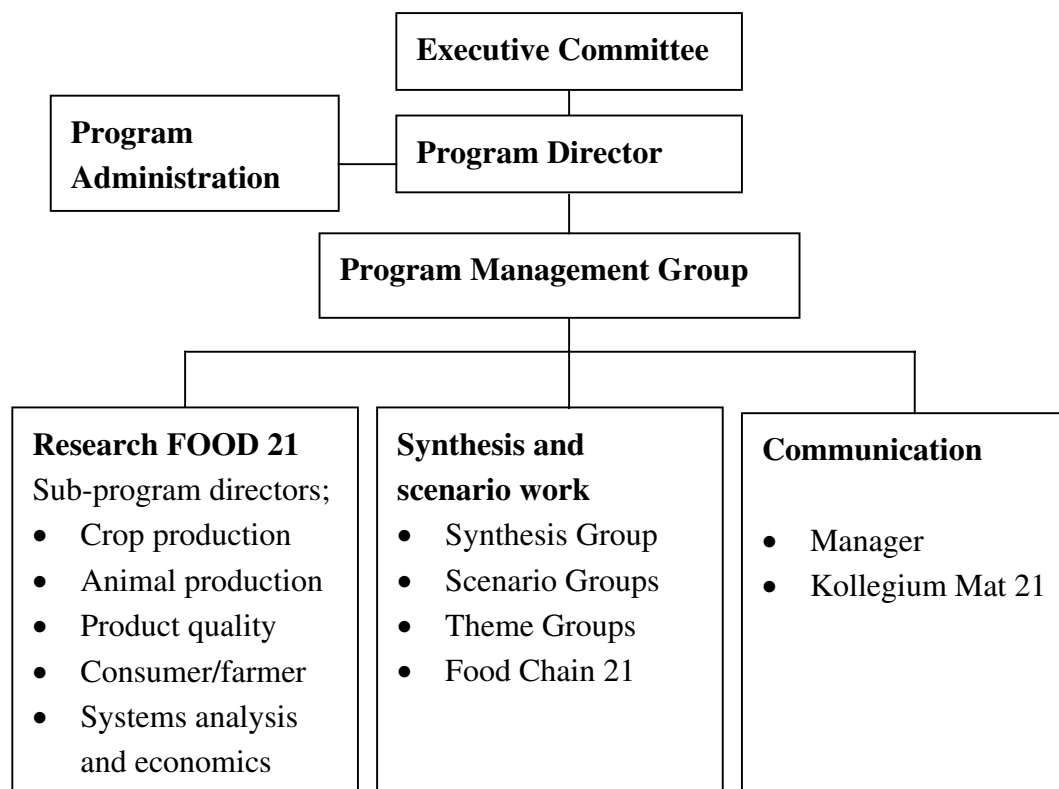 Executive Committee
Program
Administration
Program Director
Program Management Group
Research FOOD 21
Sub-program directors;
• Crop production
• Animal production
• Product quality
• Consumer/farmer
• Systems analysis
and economics
Synthesis and
scenario work
• Synthesis Group
• Scenario Groups
• Theme Groups
• Food Chain 21
Communication
• Manager
• Kollegium Mat 21